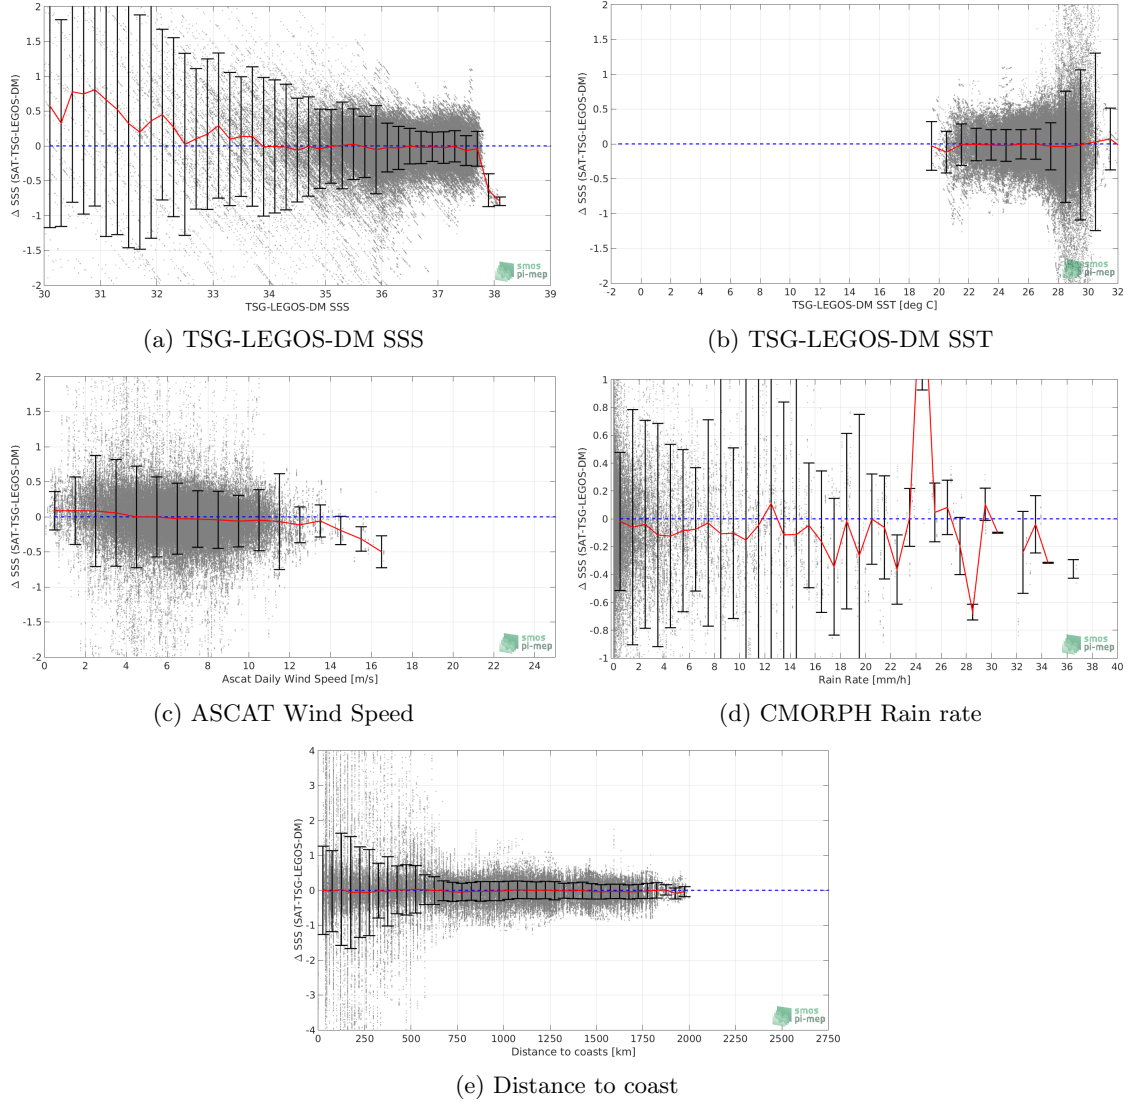 2
1.5
1
0.5
0
-0.5
-1
-1.5
-2
Δ SSS (SAT-TSG-LEGOS-DM)
30 31 32 33 34 35 36 37 38 39
TSG-LEGOS-DM SSS
smos
pi-mep
(a) TSG-LEGOS-DM SSS
2
1.5
1
0.5
0
-0.5
-1
-1.5
-2
Δ SSS (SAT-TSG-LEGOS-DM)
-2 0 2 4 6 8 10 12 14 16 18 20 22 24 26 28 30 32
TSG-LEGOS-DM SST [deg C]
smos
pi-mep
(b) TSG-LEGOS-DM SST
2
1.5
1
0.5
0
-0.5
-1
-1.5
-2
Δ SSS (SAT-TSG-LEGOS-DM)
0 2 4 6 8 10 12 14 16 18 20 22 24
Ascat Daily Wind Speed [m/s]
smos
pi-mep
(c) ASCAT Wind Speed
1
0.8
0.6
0.4
0.2
0
-0.2
-0.4
-0.6
-0.8
-1
Δ SSS (SAT-TSG-LEGOS-DM)
0 2 4 6 8 10 12 14 16 18 20 22 24 26 28 30 32 34 36 38 40
Rain Rate [mm/h]
smos
pi-mep
(d) CMORPH Rain rate
4
3
2
1
0
-1
-2
-3
-4
Δ SSS (SAT-TSG-LEGOS-DM)
0 250 500 750 1000 1250 1500 1750 2000 2250 2500 2750
Distance to coasts [km]
smos
pi-mep
(e) Distance to coast